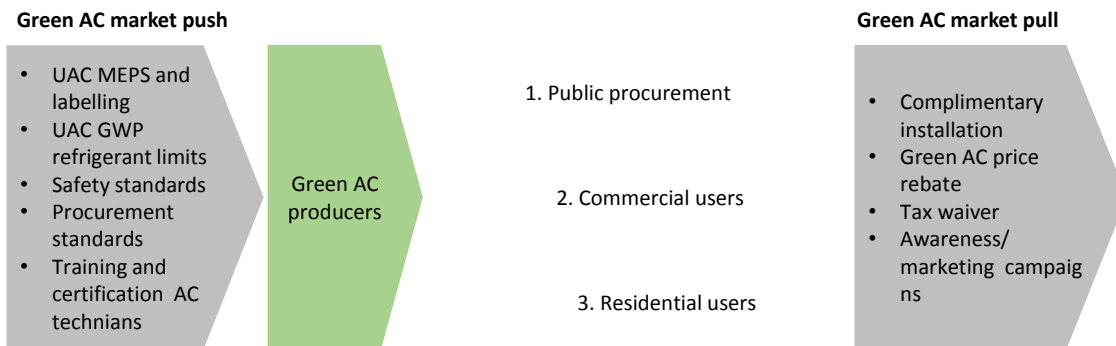 Green AC market push
• UAC MEPS and
labelling
• UAC GWP
refrigerant limits
• Safety standards
• Procurement
standards
• Training and
certification AC
technians
Green AC
producers
1. Public procurement
2. Commercial users
3. Residential users
Green AC market pull
• Complimentary
installation
• Green AC price
rebate
• Tax waiver
• Awareness/
marketing campaig
ns